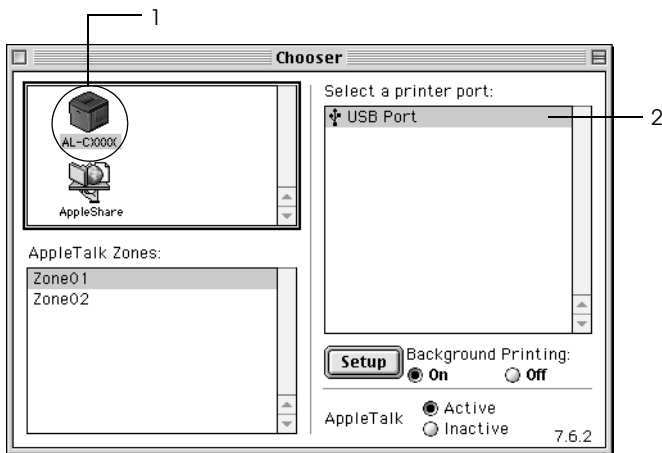 1
Chooser
AL-CXXXX
AppleShare
Select a printer port:
USB Port
2
AppleTalk Zones:
Zone01
Zone02
Setup
Background Printing:
On Off
AppleTalk
Active
Inactive
7.6.2